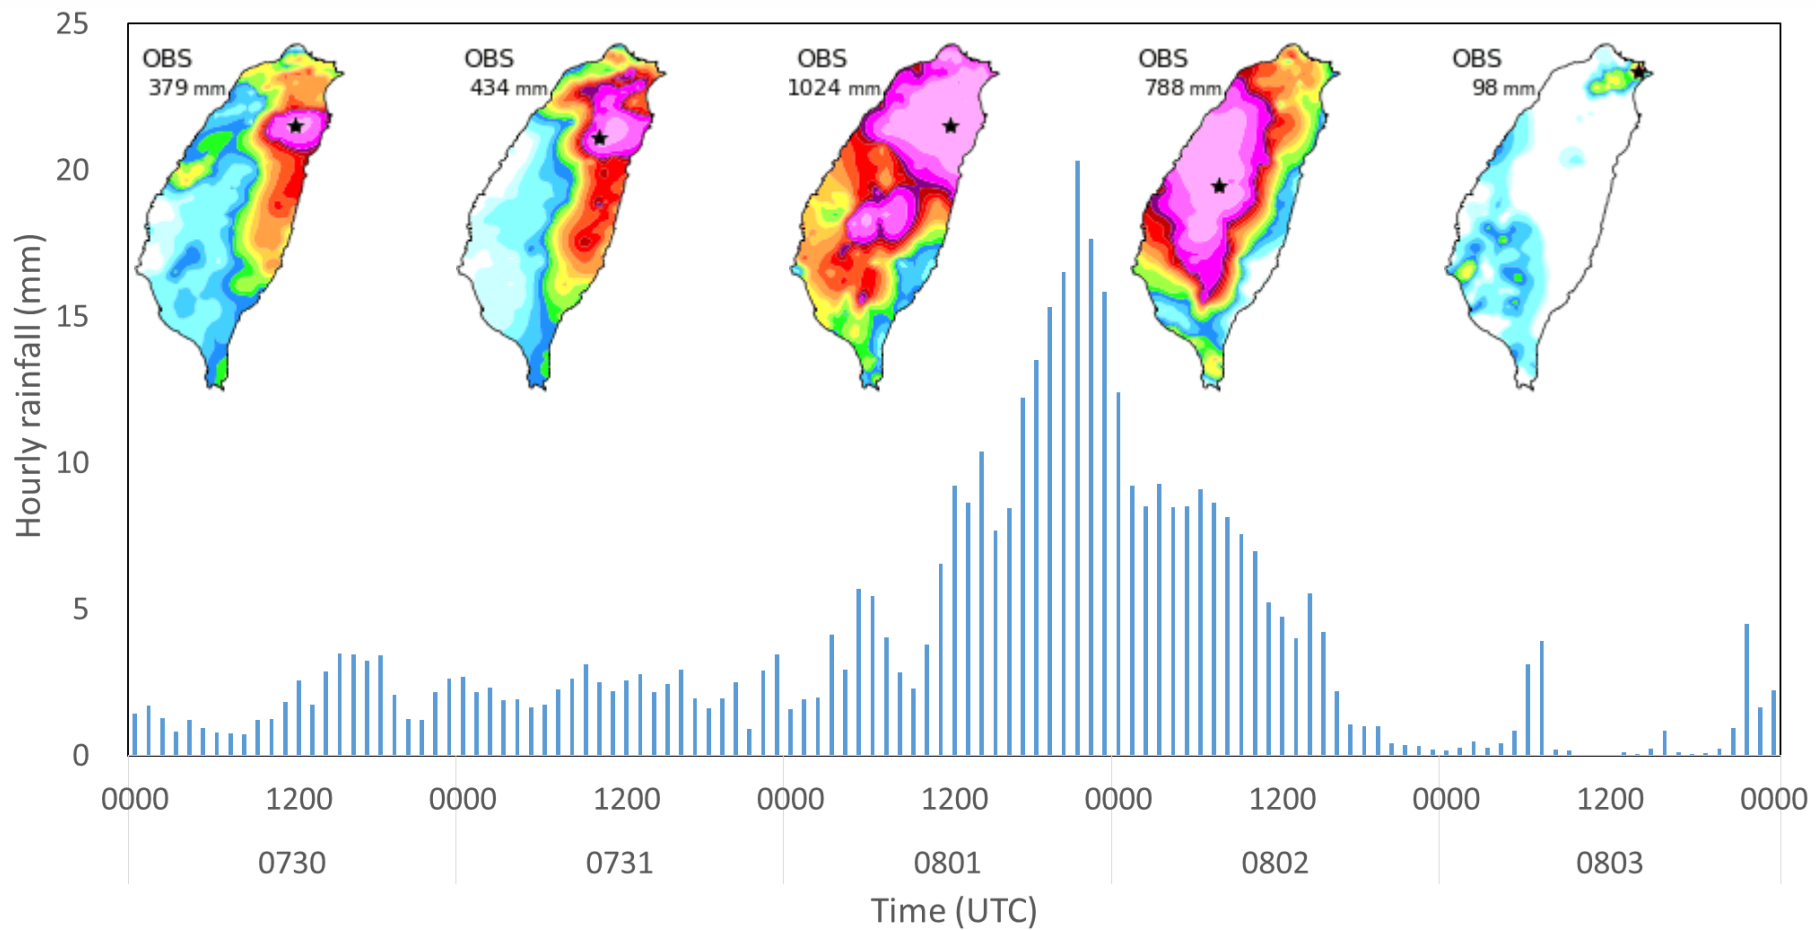 25
20
15
10
5
0
Hourly rainfall (mm)
OBS
379 mm
OBS
434 mm
OBS
1024 mm
OBS
788 mm
OBS
98 mm
0000 1200 0000 1200 0000 1200 0000 1200 0000 1200 0000
0730 0731 0801 0802 0803
Time (UTC)